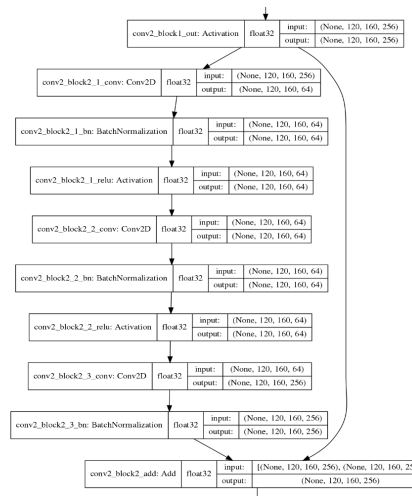 conv2_block1_out: Activation float32 input: (None, 120, 160, 256)
output: (None, 120, 160, 256)
conv2_block2_1_conv: Conv2D float32 input: (None, 120, 160, 256)
output: (None, 120, 160, 64)
conv2_block2_1_bn: BatchNormalization float32 input: (None, 120, 160, 64)
output: (None, 120, 160, 64)
conv2_block2_1_relu: Activation float32 input: (None, 120, 160, 64)
output: (None, 120, 160, 64)
conv2_block2_2_conv: Conv2D float32 input: (None, 120, 160, 64)
output: (None, 120, 160, 64)
conv2_block2_2_bn: BatchNormalization float32 input: (None, 120, 160, 64)
output: (None, 120, 160, 64)
conv2_block2_2_relu: Activation float32 input: (None, 120, 160, 64)
output: (None, 120, 160, 64)
conv2_block2_3_conv: Conv2D float32 input: (None, 120, 160, 64)
output: (None, 120, 160, 256)
conv2_block2_3_bn: BatchNormalization float32 input: (None, 120, 160, 256)
output: (None, 120, 160, 256)
conv2_block2_add: Add float32 input: [(None, 120, 160, 256), (None, 120, 160,
output: (None, 120, 160, 256)